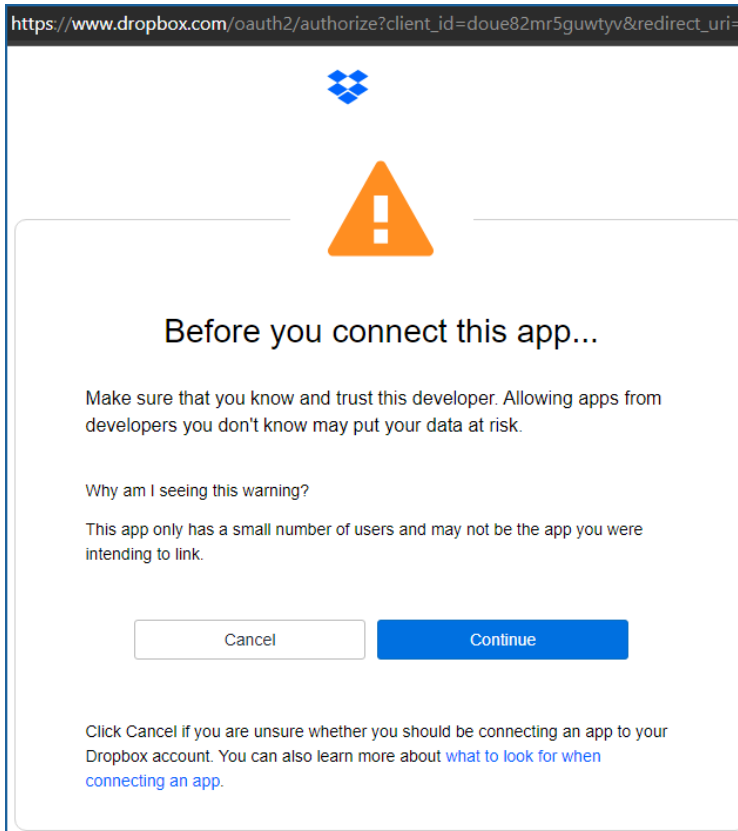 https://www.dropbox.com/oauth2/authorize?client_id=doue82mr5guwtyv&redirect_uri=
Before you connect this app...
Make sure that you know and trust this developer. Allowing apps from
developers you don't know may put your data at risk.
Why am I seeing this warning?
This app only has a small number of users and may not be the app you were
intending to link.
Cancel
Continue
Click Cancel if you are unsure whether you should be connecting an app to your
Dropbox account. You can also learn more about what to look for when
connecting an app.